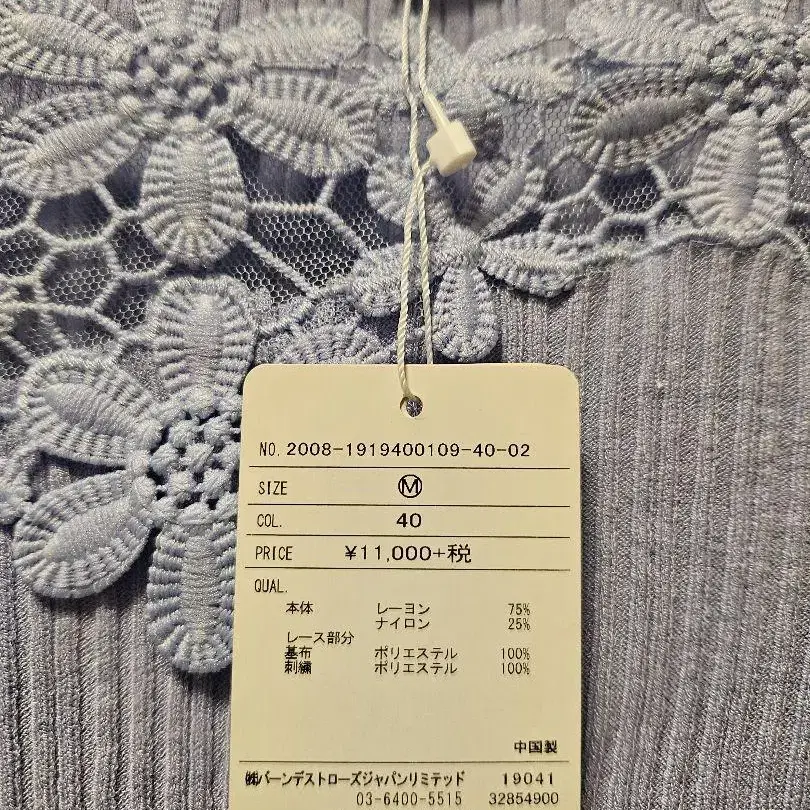 NO. 2008-1919400109-40-02
SIZE Ⓜ
COL. 40
PRICE ¥11,000+税
QUAL.
本体 レーヨン 75%
ナイロン 25%
レース部分
基布 ポリエステル 100%
刺繍 ポリエステル 100%
中国製
㈱バーンデストローズジャパンリミテッド 19041
03-6400-5515 32854900